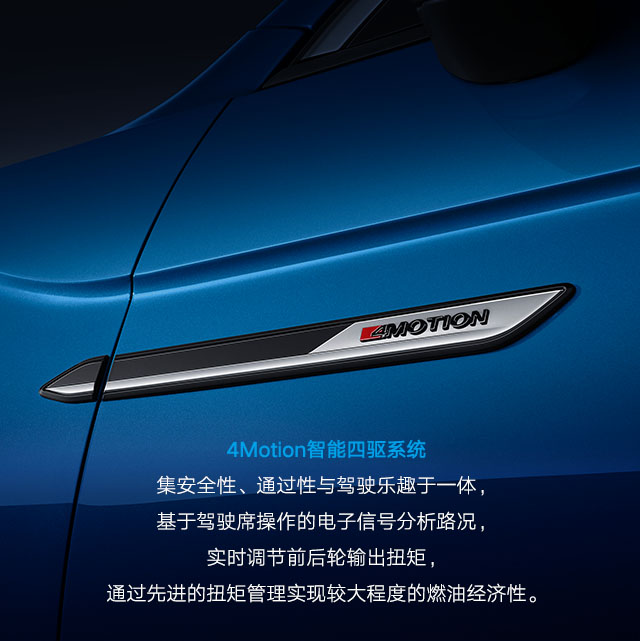 4MOTION
4Motion智能四驱系统
集安全性、通过性与驾驶乐趣于一体，
基于驾驶席操作的电子信号分析路况，
实时调节前后轮输出扭矩，
通过先进的扭矩管理实现较大程度的燃油经济性。